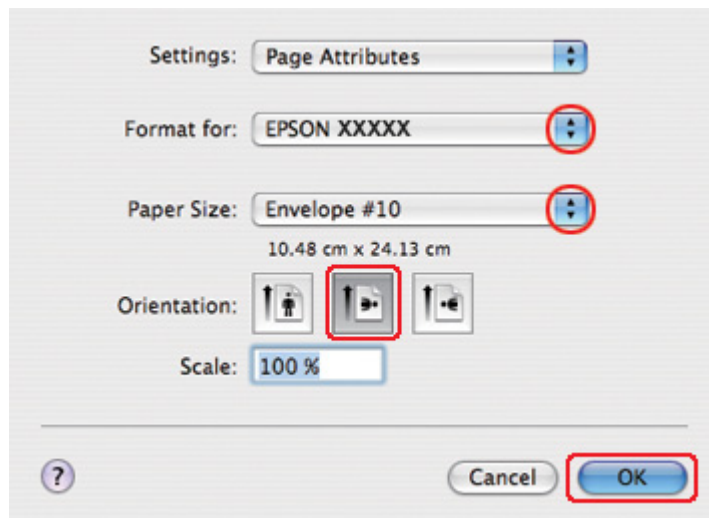 Settings: Page Attributes
Format for: EPSON XXXXX
Paper Size: Envelope #10
10.48 cm x 24.13 cm
Orientation:
Scale: 100 %
? Cancel OK